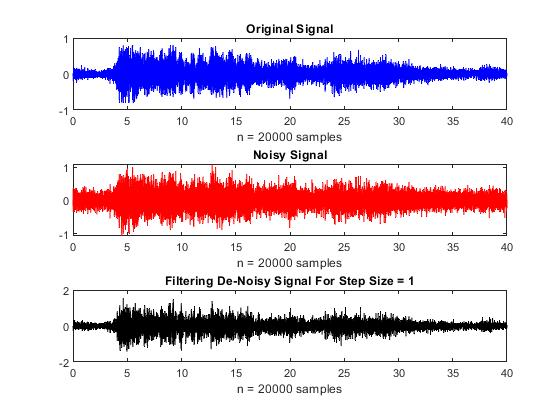 Original Signal
1
0
-1
0 5 10 15 20 25 30 35 40
n = 20000 samples
Noisy Signal
1
0
-1
0 5 10 15 20 25 30 35 40
n = 20000 samples
Filtering De-Noisy Signal For Step Size = 1
2
0
-2
0 5 10 15 20 25 30 35 40
n = 20000 samples